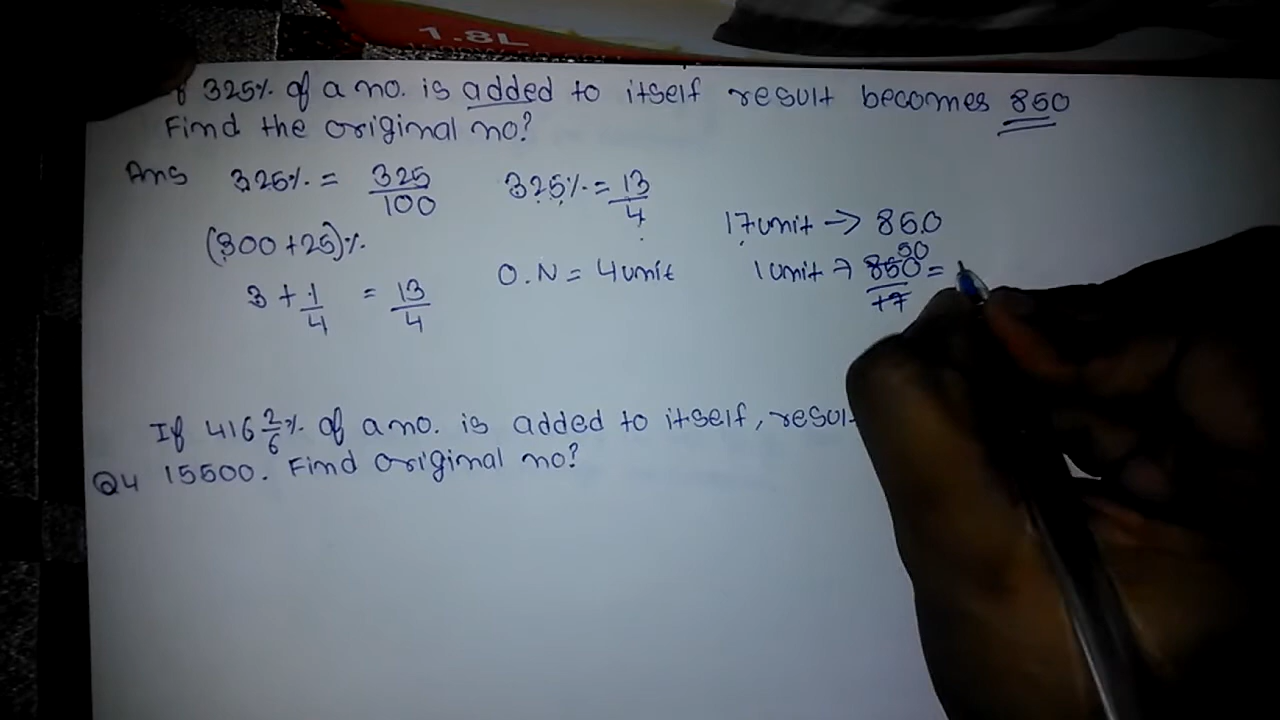 1.8L
325% of a no. is added to itself result becomes 850
Find the original no?
Ans 325% = 325/100 325% = 13/4
(300+25)%
3 + 1/4 = 13/4
O.N = 4unit
17unit -> 850
50
1unit → 850/17 =
If 416 2/6% of a no. is added to itself, resul
Q4 15500. Find original no?